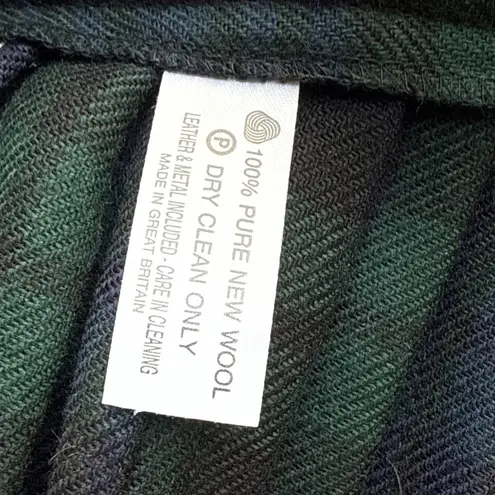 100% PURE NEW WOOL
Ⓟ DRY CLEAN ONLY
LEATHER & METAL INCLUDED - CARE IN CLEANING
MADE IN GREAT BRITAIN